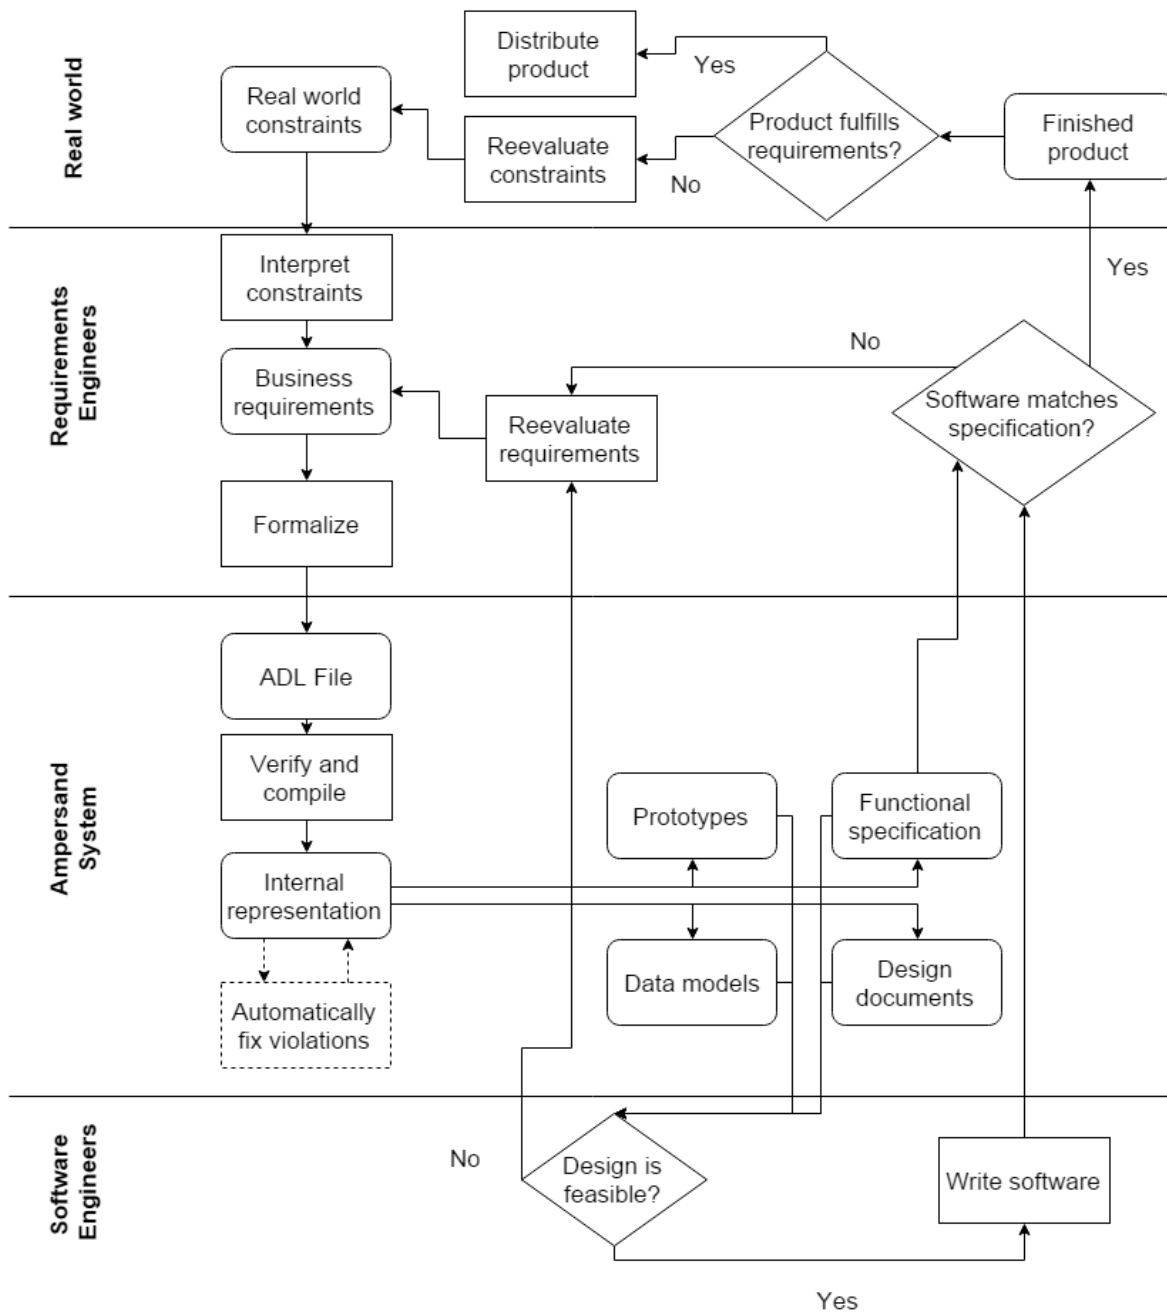 Real world
Distribute
product
Yes
Real world
constraints
Reevaluate
constraints
No
Product fulfills
requirements?
Finished
product
Requirements
Engineers
Interpret
constraints
Yes
No
Business
requirements
Reevaluate
requirements
Software matches
specification?
Formalize
Ampersand
System
ADL File
Verify and
compile
Prototypes
Functional
specification
Internal
representation
Data models
Design
documents
Automatically
fix violations
Software
Engineers
No
Design is
feasible?
Write software
Yes